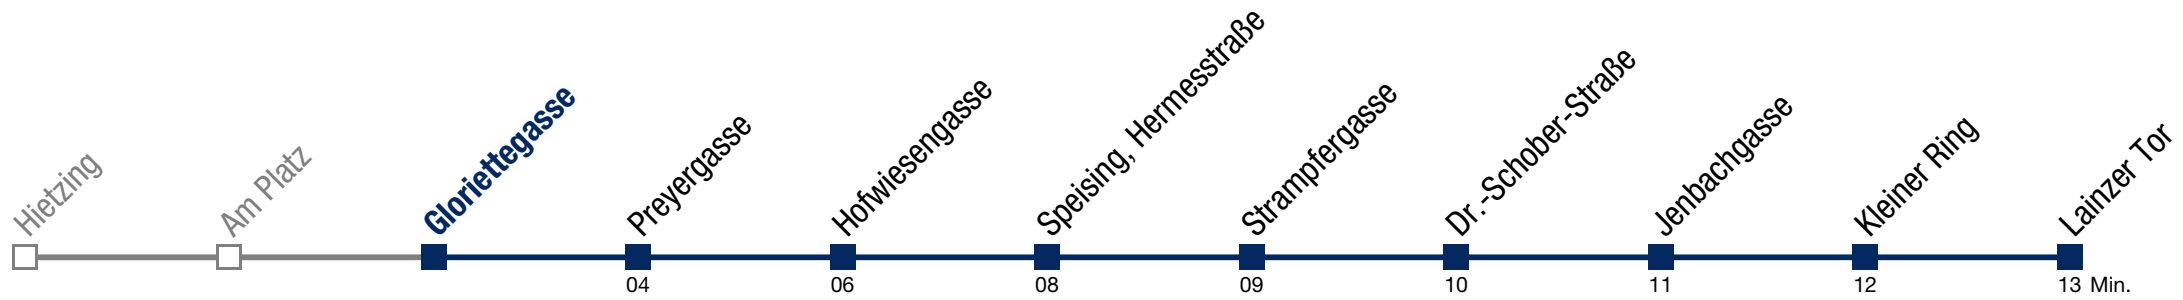 Hietzing
Am Platz
Gloriettegasse
Preyergasse
Hofwiesengasse
Speising, Hermesstraße
Strampfergasse
Dr.-Schober-Straße
Jenbachgasse
Kleiner Ring
Lainzer Tor
04 06 08 09 10 11 12 13 Min.